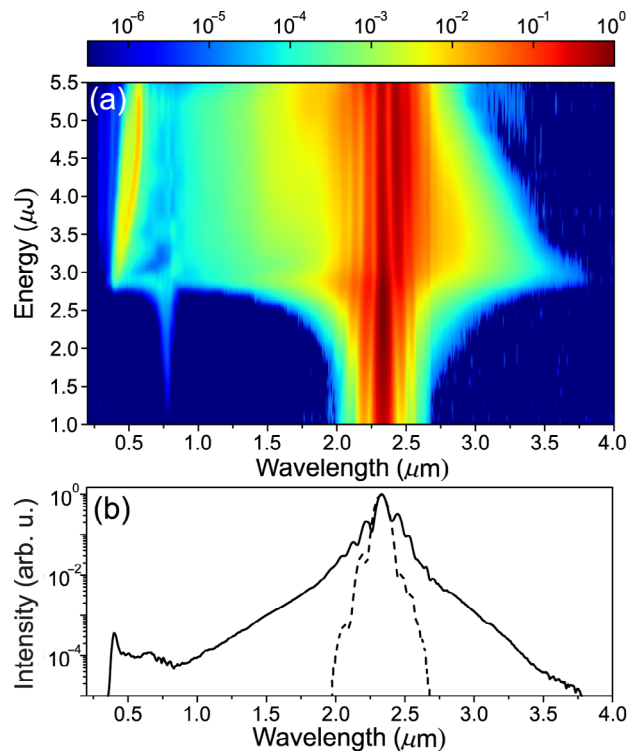 10⁻⁶ 10⁻⁵ 10⁻⁴ 10⁻³ 10⁻² 10⁻¹ 10⁰
(a)
5.5
5.0
4.5
4.0
3.5
3.0
2.5
2.0
1.5
1.0
Energy (μJ)
0.5 1.0 1.5 2.0 2.5 3.0 3.5 4.0
Wavelength (μm)
(b)
10⁰
10⁻²
10⁻⁴
Intensity (arb. u.)
0.5 1.0 1.5 2.0 2.5 3.0 3.5 4.0
Wavelength (μm)